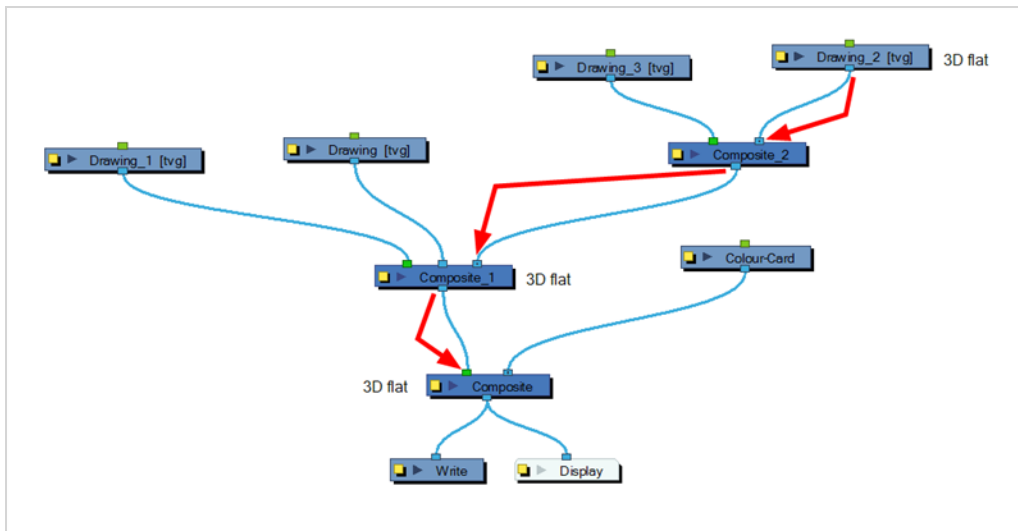 Drawing_3 [tvg]
Drawing_2 [tvg]
3D flat
Drawing_1 [tvg]
Drawing [tvg]
Composite_2
Colour-Card
Composite_1
3D flat
3D flat
Composite
Write
Display